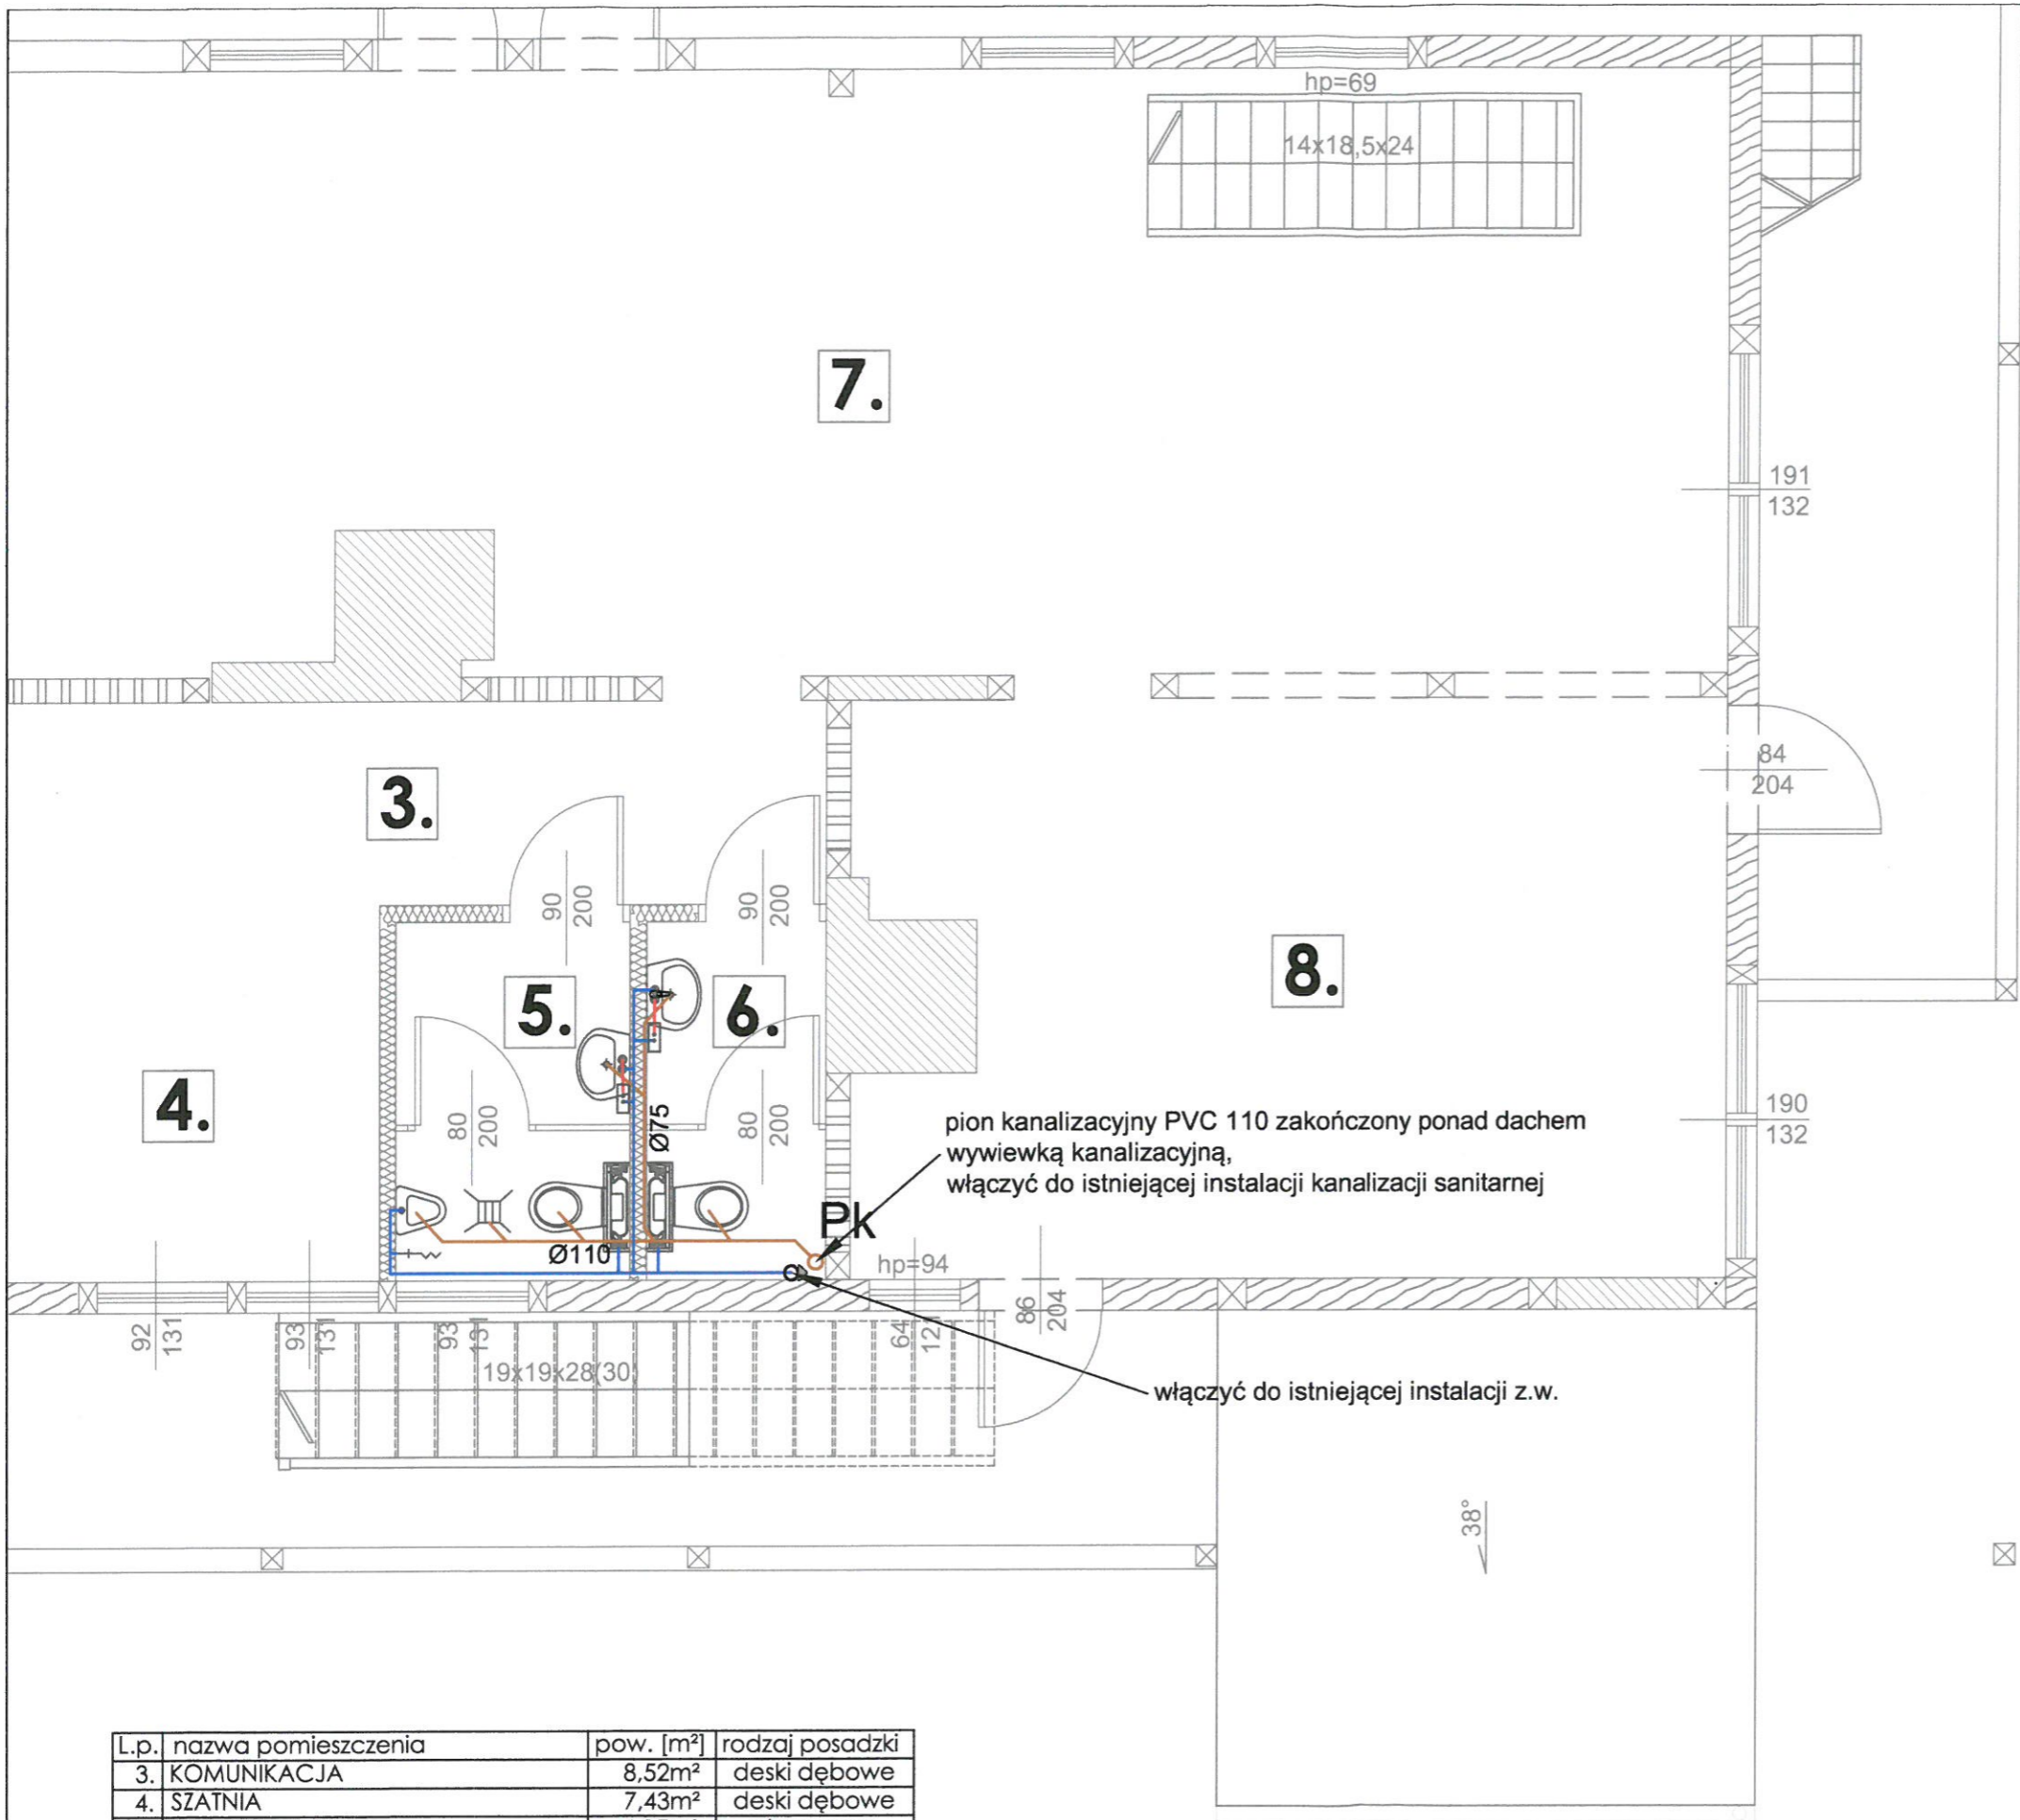 hp=69
14x18,5x24
7.
191
132
84
204
3.
90
200
90
200
5.
6.
8.
4.
80
200
Ø75
80
200
190
132
pion kanalizacyjny PVC 110 zakończony ponad dachem
wywiewką kanalizacyjną,
włączyć do istniejącej instalacji kanalizacji sanitarnej
Pk
Ø110
hp=94
92
131
93
131
93
131
64
86
204
19x19x28(30)
włączyć do istniejącej instalacji z.w.
38°
L.p. nazwa pomieszczenia pow. [m²] rodzaj posadzki
3. KOMUNIKACJA 8,52m² deski dębowe
4. SZATNIA 7,43m² deski dębowe